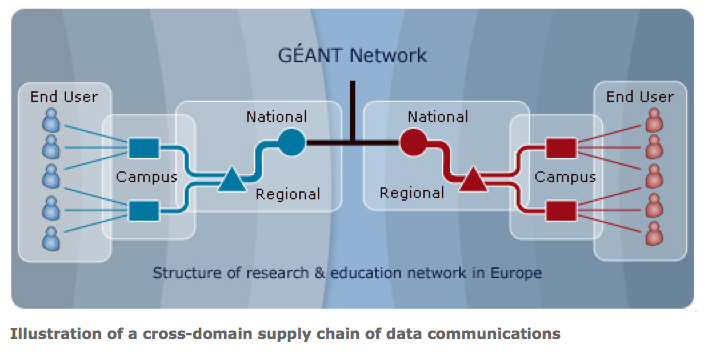 GÉANT Network
End User
National
National
End User
Campus
Campus
Regional
Regional
Structure of research & education network in Europe
Illustration of a cross-domain supply chain of data communications